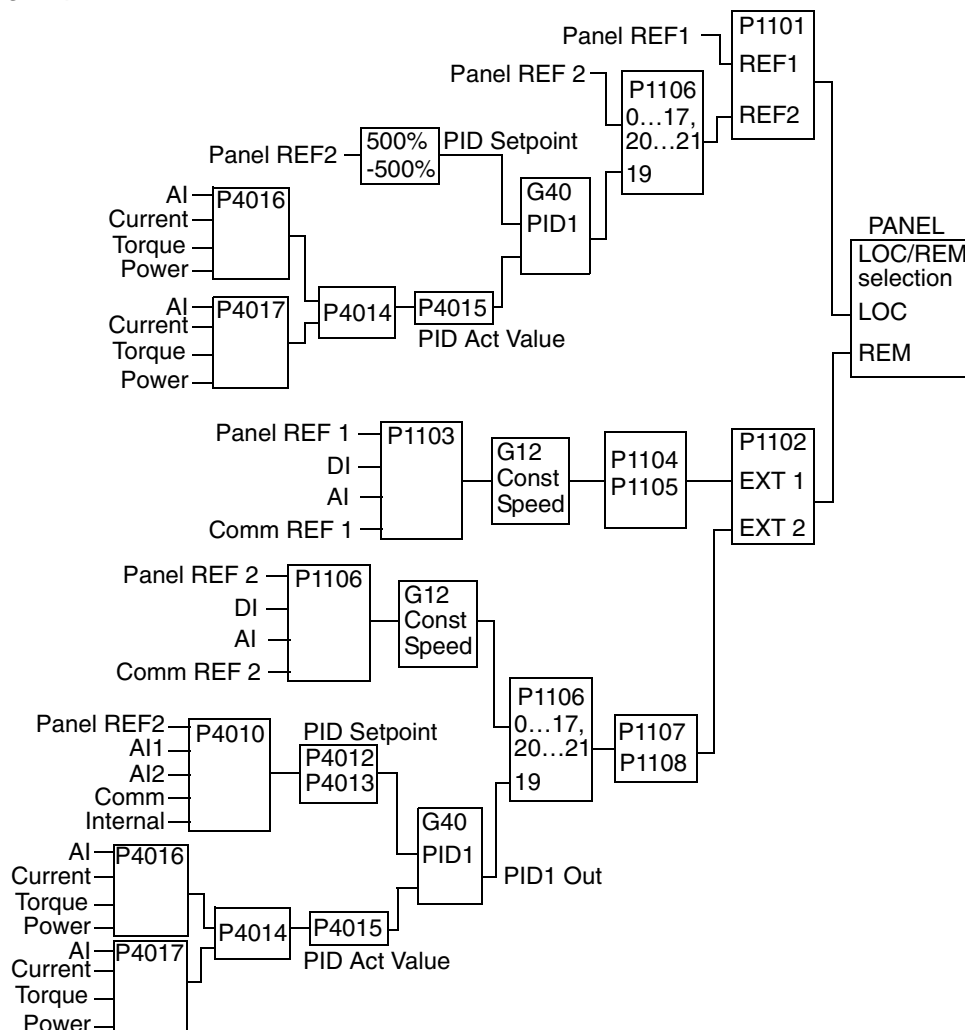 Panel REF1
P1101
REF1
REF2
Panel REF 2
P1106
0...17,
20...21
19
Panel REF2
500%
-500%
PID Setpoint
G40
PID1
AI
Current
Torque
Power
P4016
AI
Current
Torque
Power
P4017
P4014
P4015
PID Act Value
PANEL
LOC/REM
selection
LOC
REM
Panel REF 1
DI
AI
Comm REF 1
P1103
G12
Const
Speed
P1104
P1105
P1102
EXT 1
EXT 2
Panel REF 2
DI
AI
Comm REF 2
P1106
G12
Const
Speed
P1106
0...17,
20...21
19
P1107
P1108
Panel REF2
AI1
AI2
Comm
Internal
P4010
PID Setpoint
P4012
P4013
G40
PID1
PID1 Out
AI
Current
Torque
Power
P4016
AI
Current
Torque
Power
P4017
P4014
P4015
PID Act Value